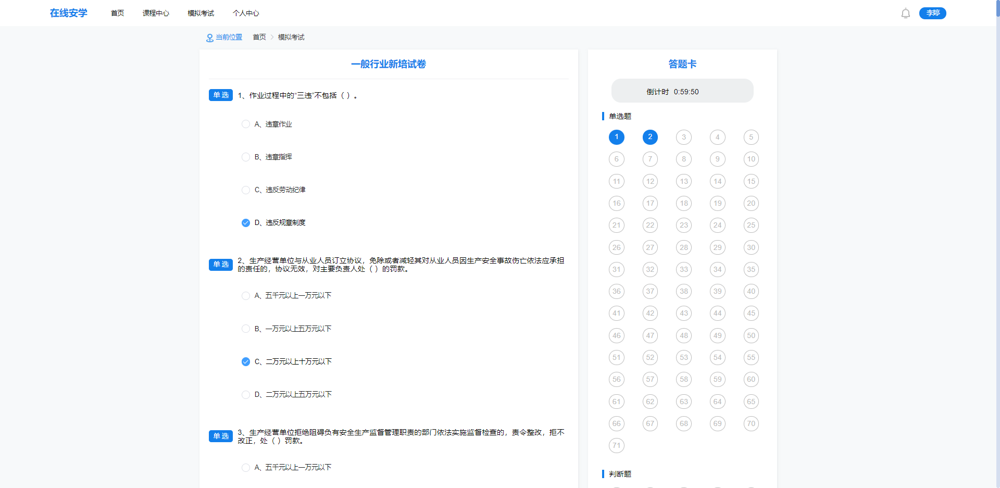 在线安学 首页 课程中心 模拟考试 个人中心 李婷
当前位置 首页 > 模拟考试
一般行业新培试卷
单选 1、作业过程中的“三违”不包括（ ）。
A、违章作业
B、违章指挥
C、违反劳动纪律
D、违反规章制度
单选 2、生产经营单位与从业人员订立协议，免除或者减轻其对从业人员因生产安全事故伤亡依法应承担
的责任的，协议无效，对主要负责人处（ ）的罚款。
A、五千元以上一万元以下
B、一万元以上五万元以下
C、二万元以上十万元以下
D、二万元以上五万元以下
单选 3、生产经营单位拒绝阻碍负有安全生产监督管理职责的部门依法实施监督检查的，责令整改，拒不
改正，处（ ）罚款。
A、五千元以上一万元以下
答题卡
倒计时 0:59:50
单选题
1 2 3 4 5
6 7 8 9 10
11 12 13 14 15
16 17 18 19 20
21 22 23 24 25
26 27 28 29 30
31 32 33 34 35
36 37 38 39 40
41 42 43 44 45
46 47 48 49 50
51 52 53 54 55
56 57 58 59 60
61 62 63 64 65
66 67 68 69 70
71
判断题